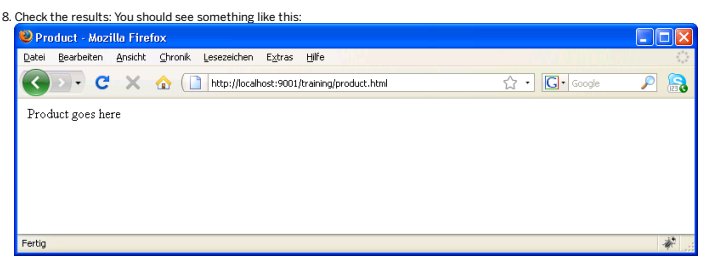 8. Check the results: You should see something like this:
Product - Mozilla Firefox
Datei Bearbeiten Ansicht Chronik Lesezeichen Extras Hilfe
http://localhost:9001/training/product.html
G Google
Product goes here
Fertig